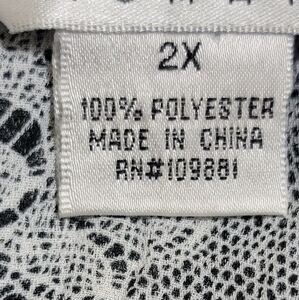 2X
100% POLYESTER
MADE IN CHINA
RN#109881